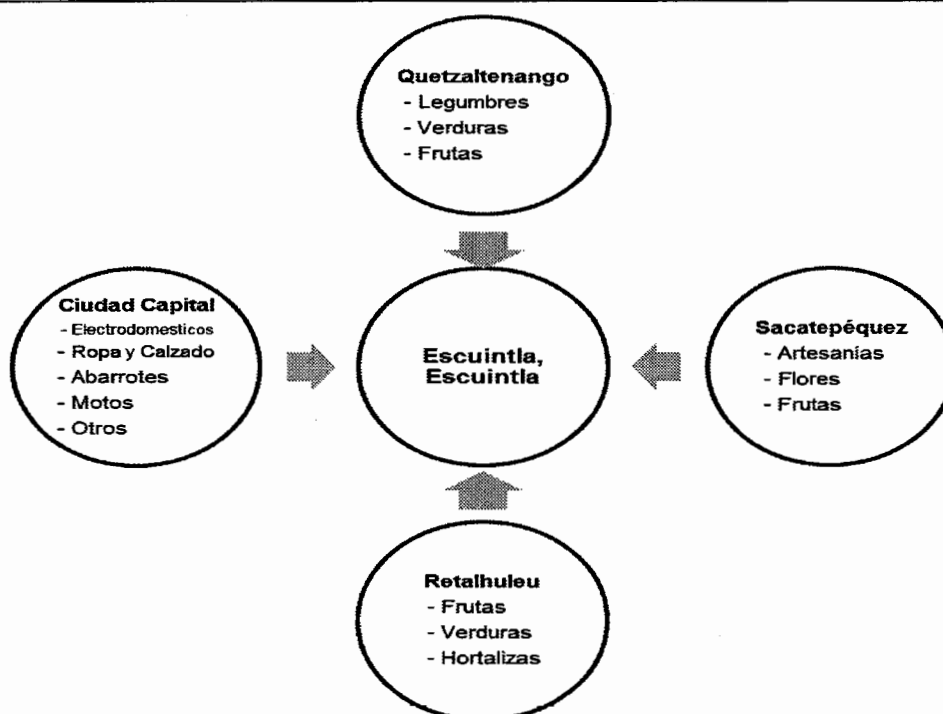 Quetzaltenango
- Legumbres
- Verduras
- Frutas
Ciudad Capital
- Electrodomesticos
- Ropa y Calzado
- Abarrotes
- Motos
- Otros
Escuintla,
Escuintla
Sacatepéquez
- Artesanías
- Flores
- Frutas
Retalhuleu
- Frutas
- Verduras
- Hortalizas